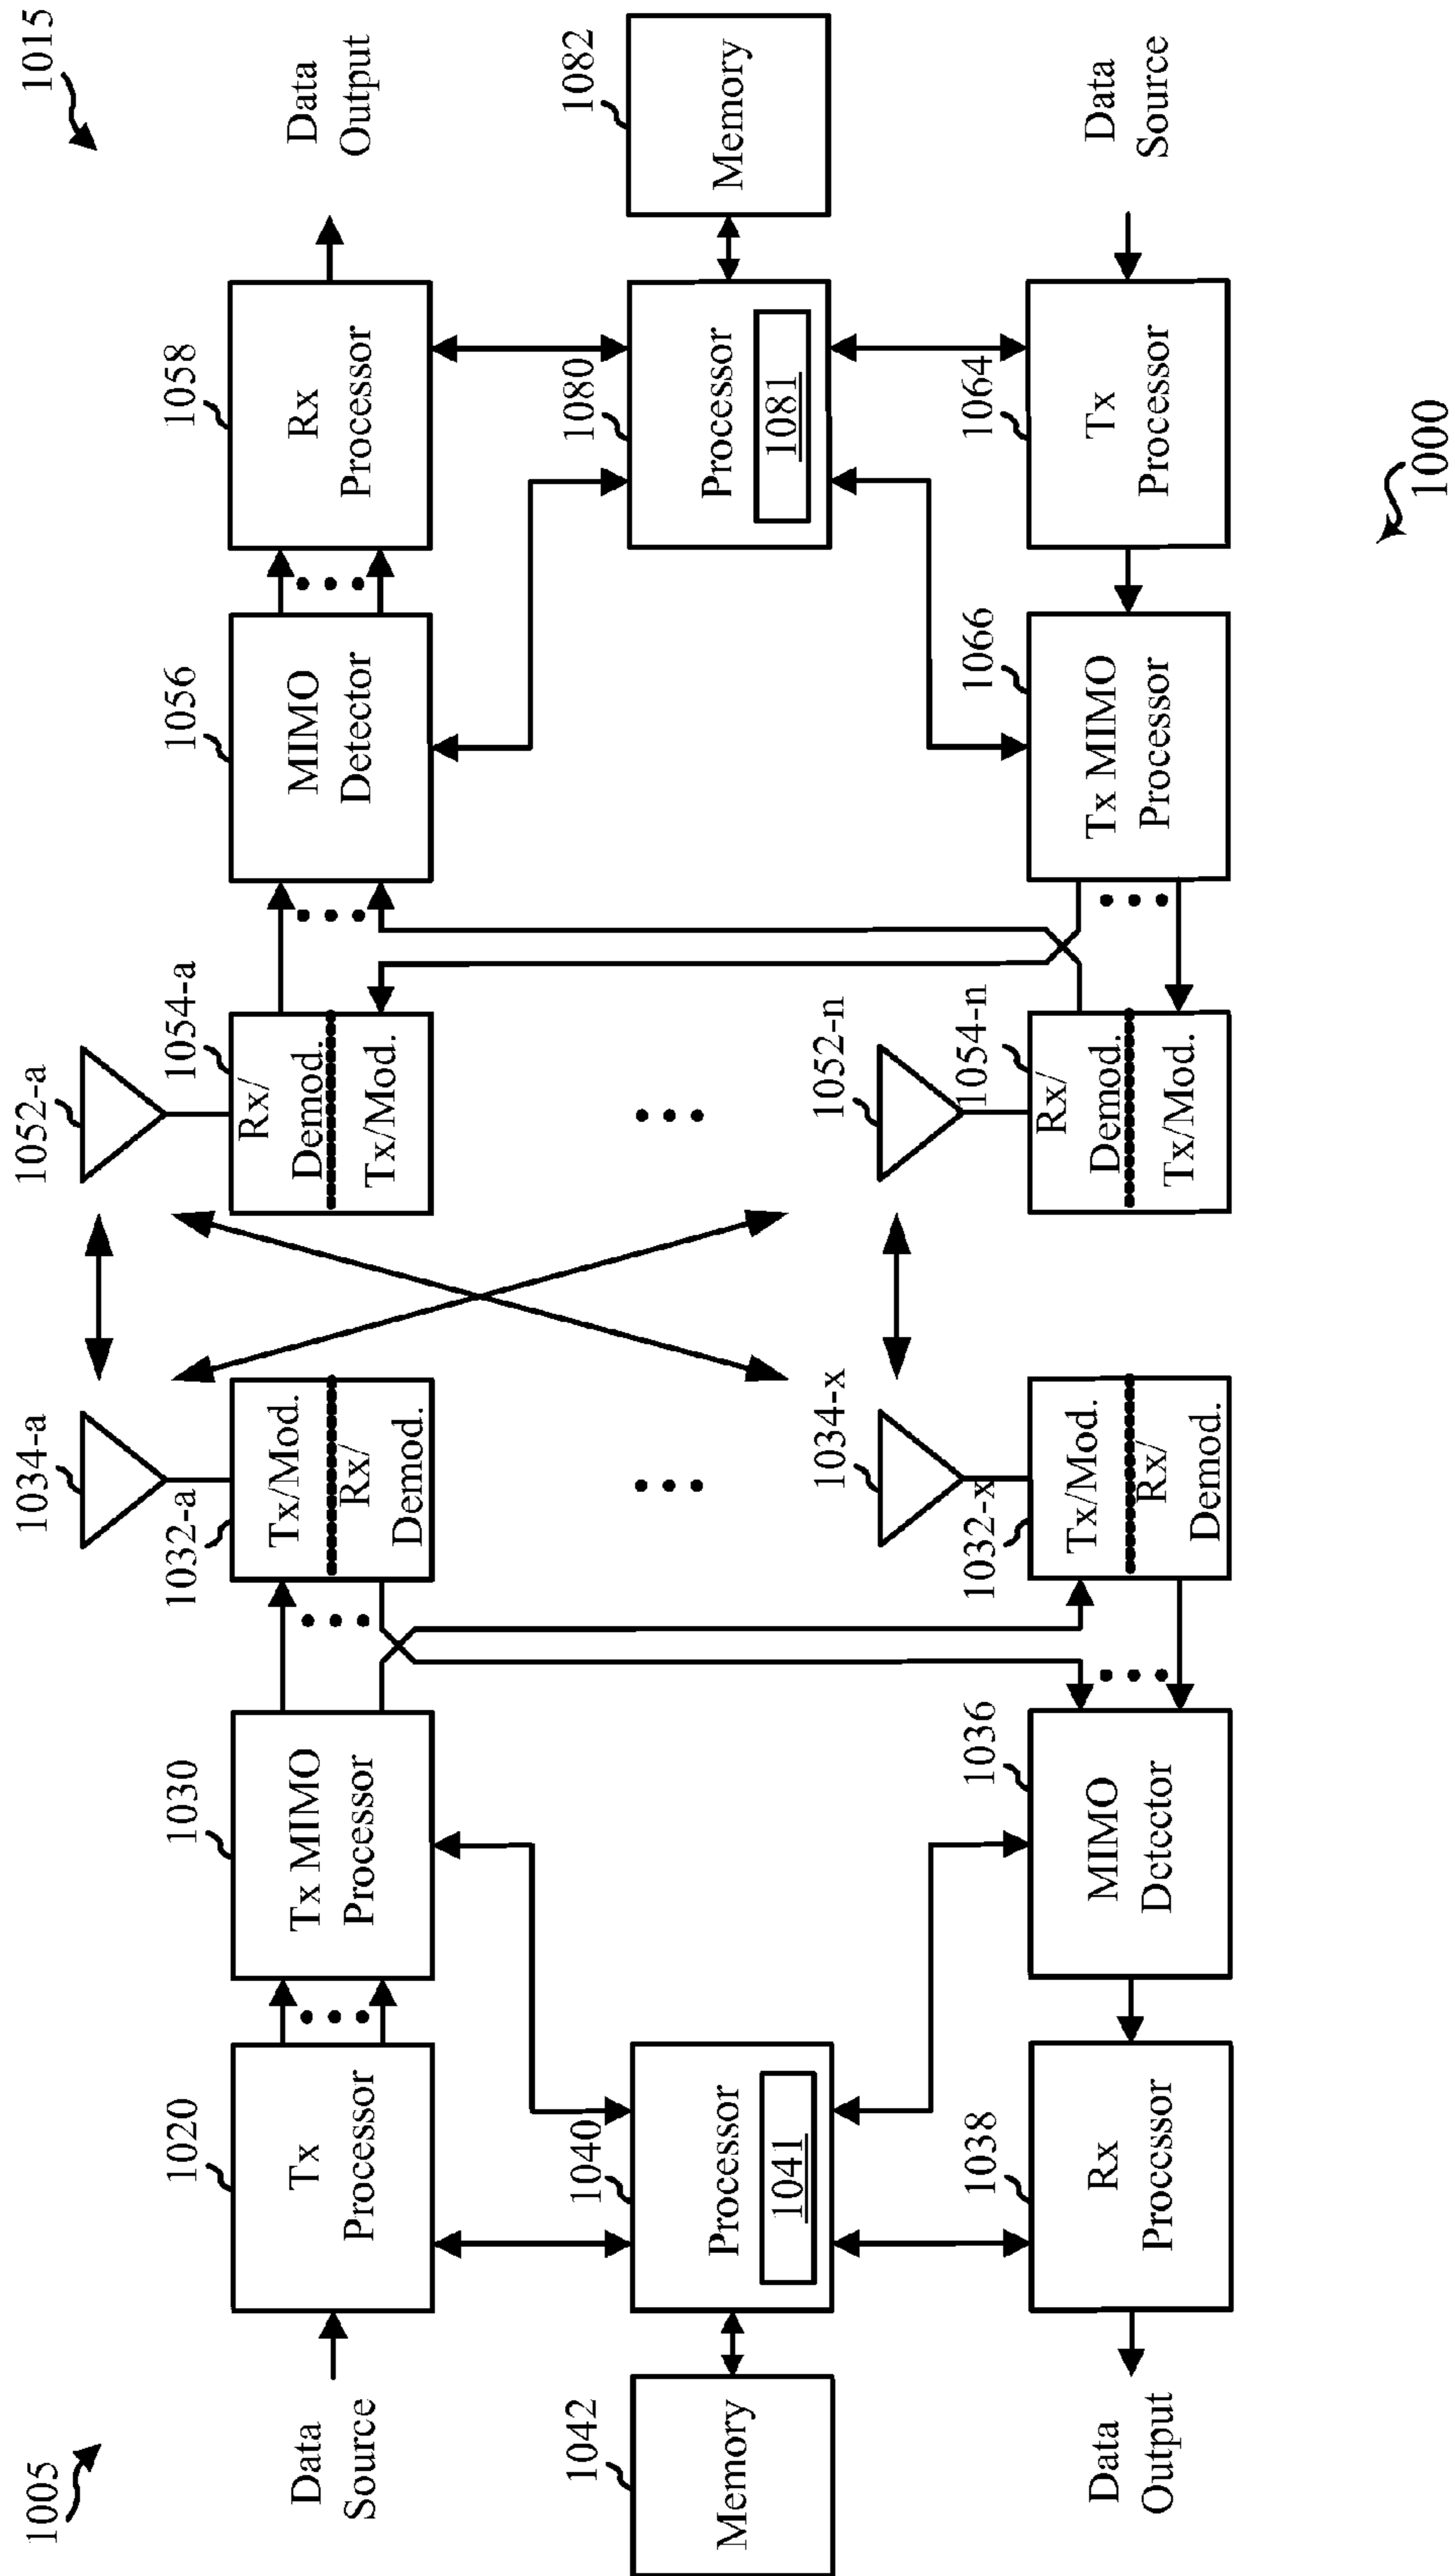 1005
1015
1034-a
1052-a
1020
1030
1032-a
1054-a
1056
1058
Data
Source
Tx
Processor
Tx MIMO
Processor
Tx/Mod.
Rx/
Demod.
Rx/
Demod.
Tx/Mod.
MIMO
Detector
Rx
Processor
Data
Output
1042
1040
1080
1082
Memory
Processor
1041
Processor
1081
Memory
1034-x
1052-n
1038
1036
1032-x
1054-n
1066
1064
Data
Output
Rx
Processor
MIMO
Detector
Tx/Mod.
Rx/
Demod.
Rx/
Demod.
Tx/Mod.
Tx MIMO
Processor
Tx
Processor
Data
Source
1000